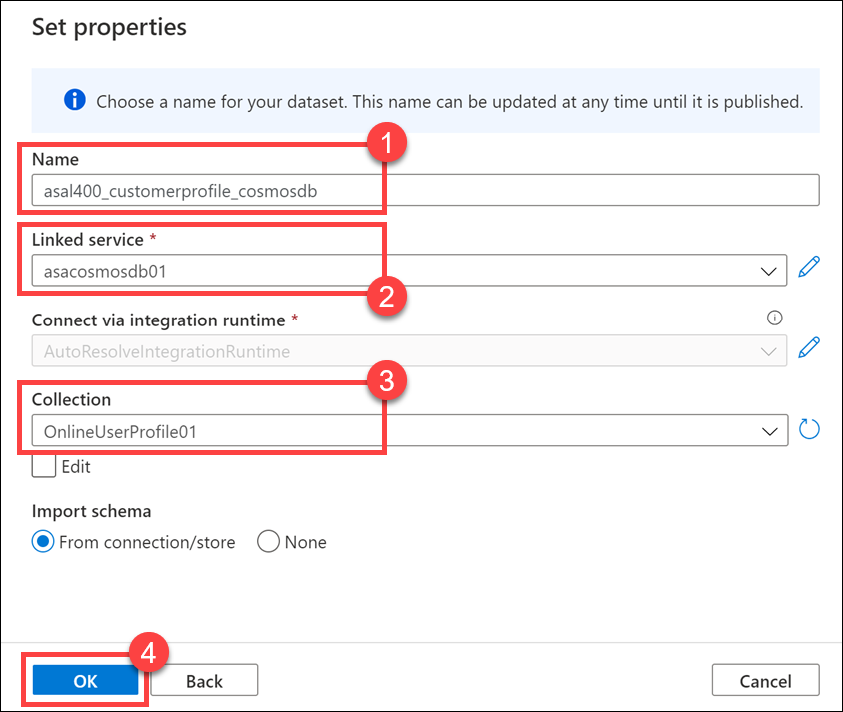 Set properties
Choose a name for your dataset. This name can be updated at any time until it is published.
1
Name
asal400_customerprofile_cosmosdb
Linked service *
asacosmosdb01
2
Connect via integration runtime *
AutoResolveIntegrationRuntime
3
Collection
OnlineUserProfile01
Edit
Import schema
From connection/store None
4
OK Back Cancel